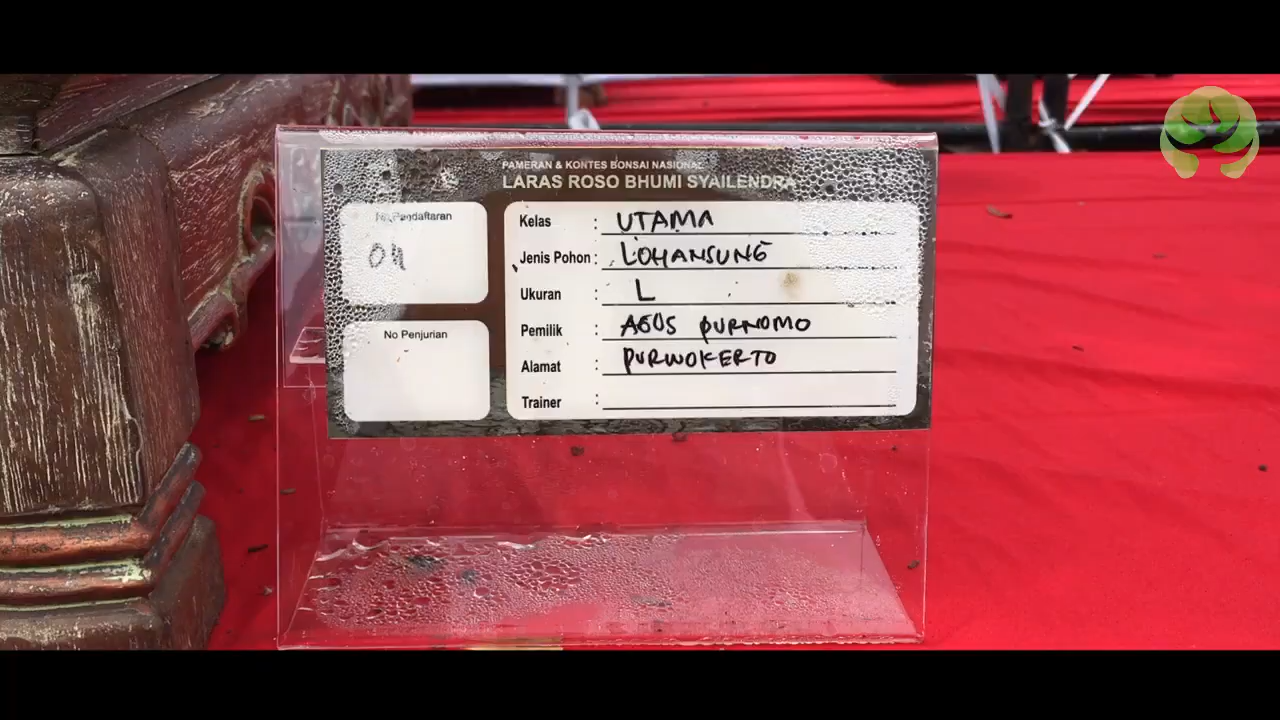 PAMERAN & KONTES BONSAI NASIONAL
LARAS ROSO BHUMI SYAILENDRA
No Pendaftaran
04
No Penjurian
Kelas : UTAMA
Jenis Pohon : LOHANSUNG
Ukuran : L
Pemilik : AGUS PURNOMO
Alamat : PURWOKERTO
Trainer :